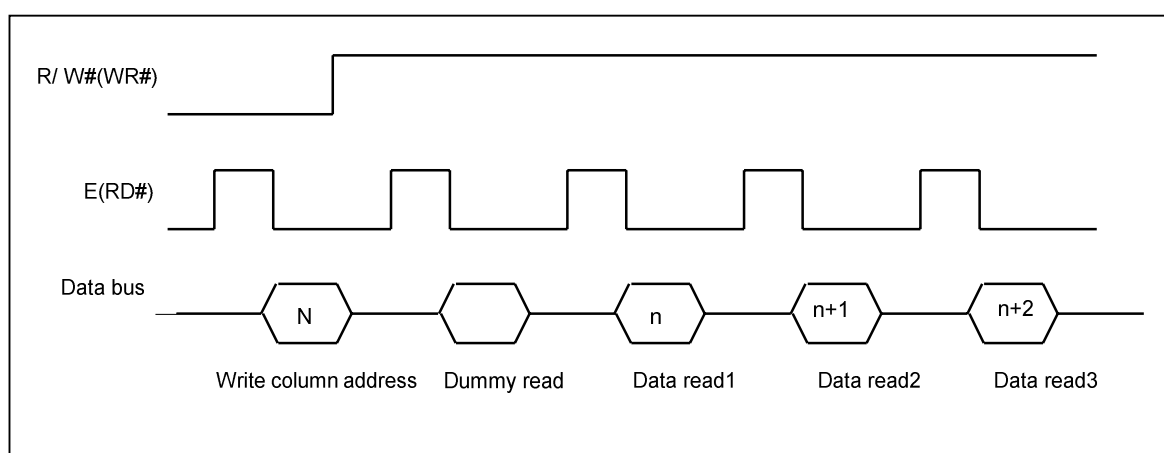 R/ W#(WR#)
E(RD#)
Data bus
N
n
n+1
n+2
Write column address
Dummy read
Data read1
Data read2
Data read3